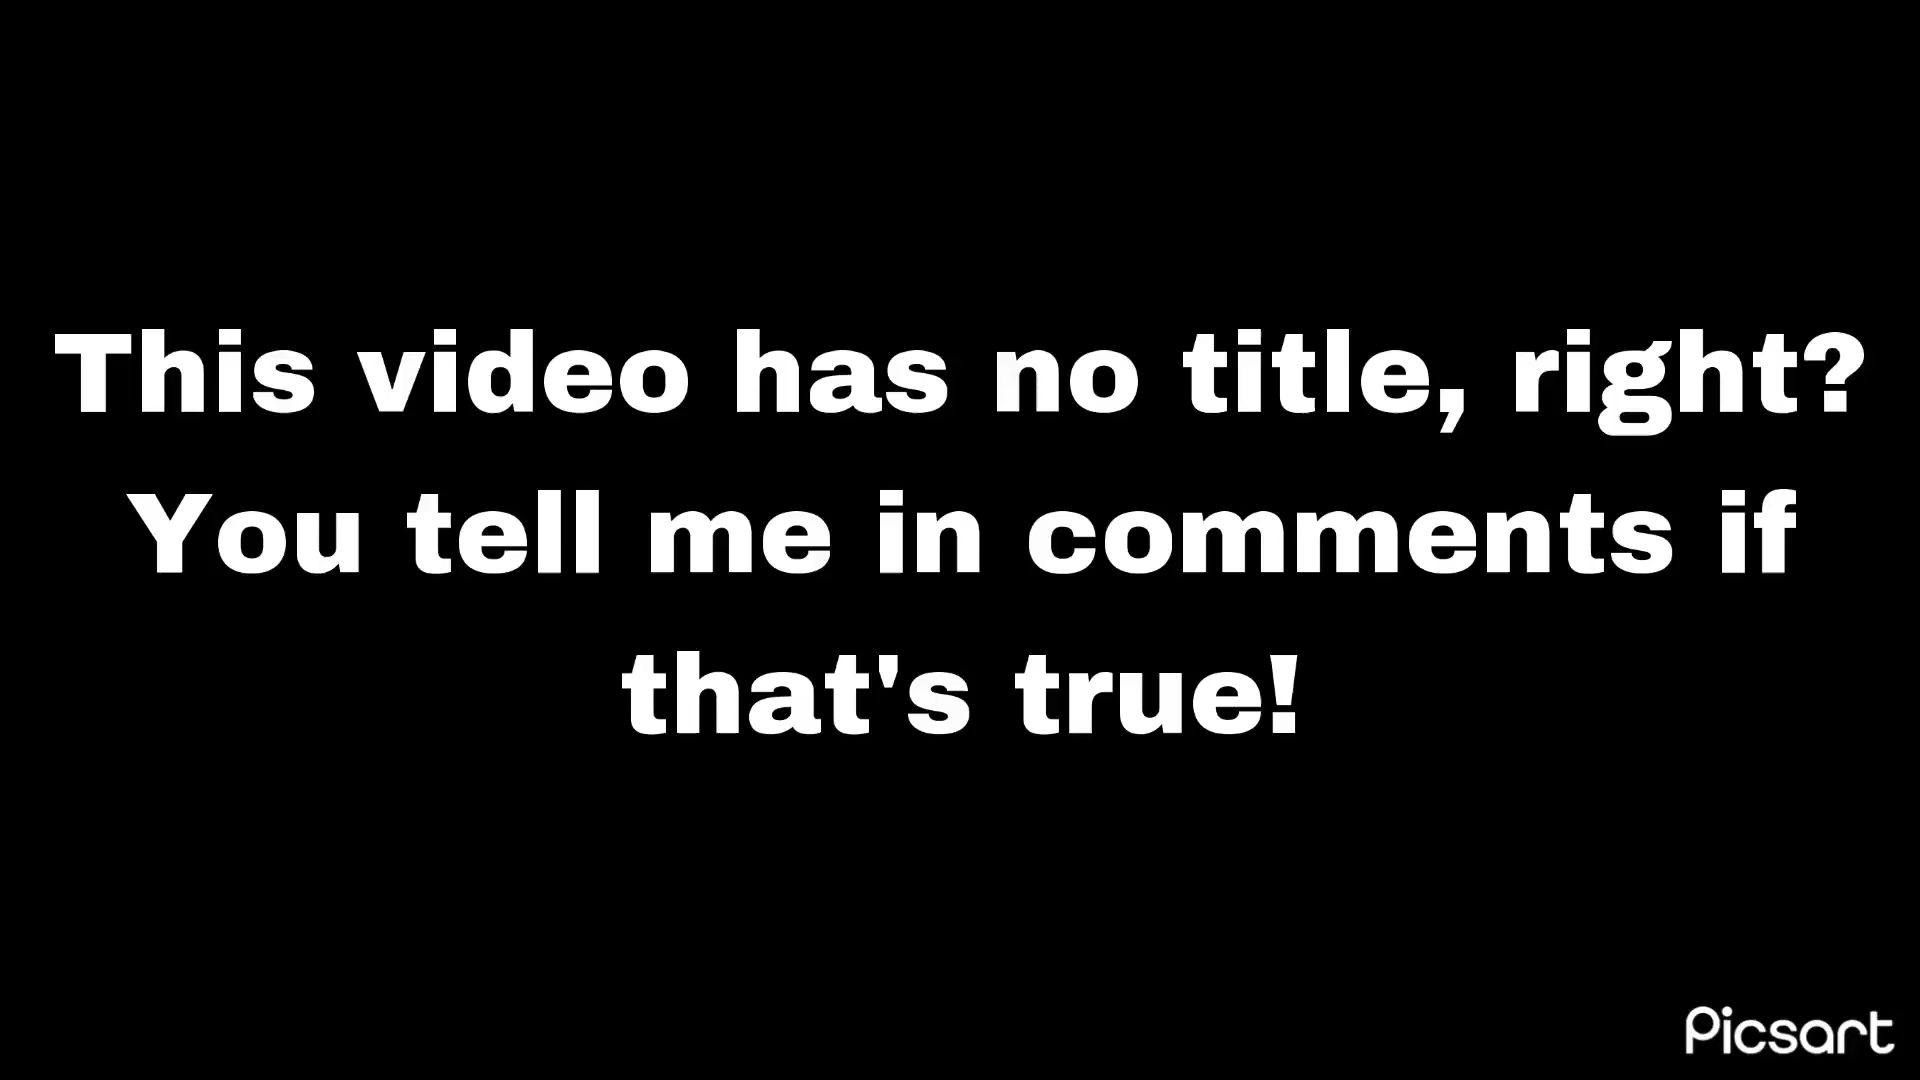 This video has no title, right?
You tell me in comments if
that's true!
Picsart